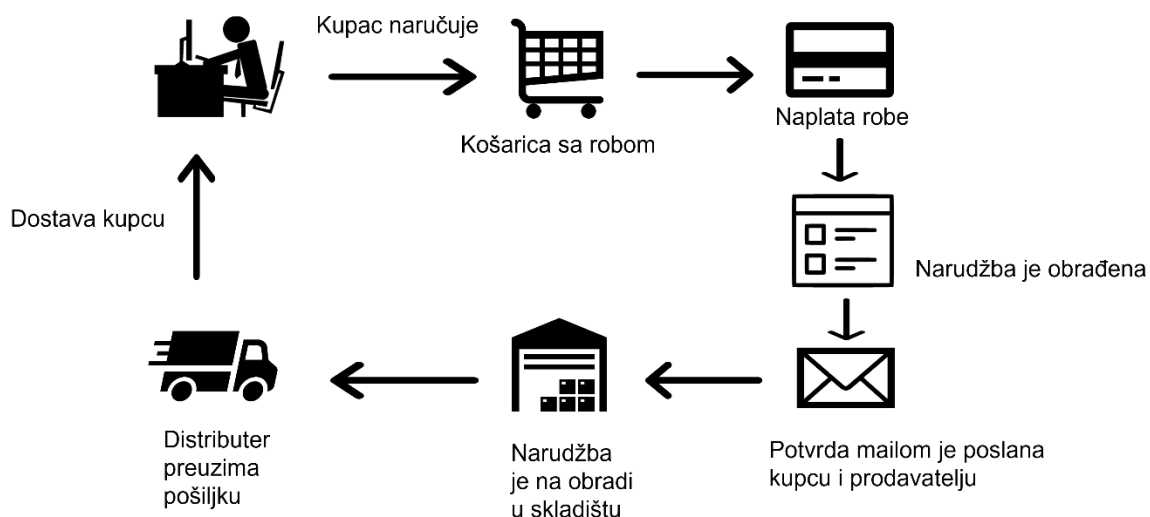 Kupac naručuje
Košarica sa robom
Naplata robe
Narudžba je obrađena
Potvrda mailom je poslana
kupcu i prodavatelju
Narudžba
je na obradi
u skladištu
Distributer
preuzima
pošiljku
Dostava kupcu